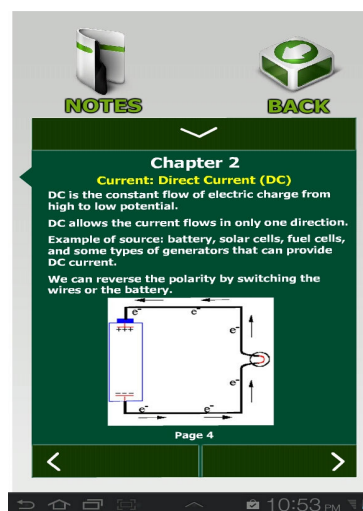 NOTES
BACK
Chapter 2
Current: Direct Current (DC)
DC is the constant flow of electric charge from
high to low potential.
DC allows the current flows in only one direction.
Example of source: battery, solar cells, fuel cells,
and some types of generators that can provide
DC current.
We can reverse the polarity by switching the
wires or the battery.
e⁻ e⁻
+++
e⁻
e⁻
---
e⁻ e⁻
Page 4
10:53 PM